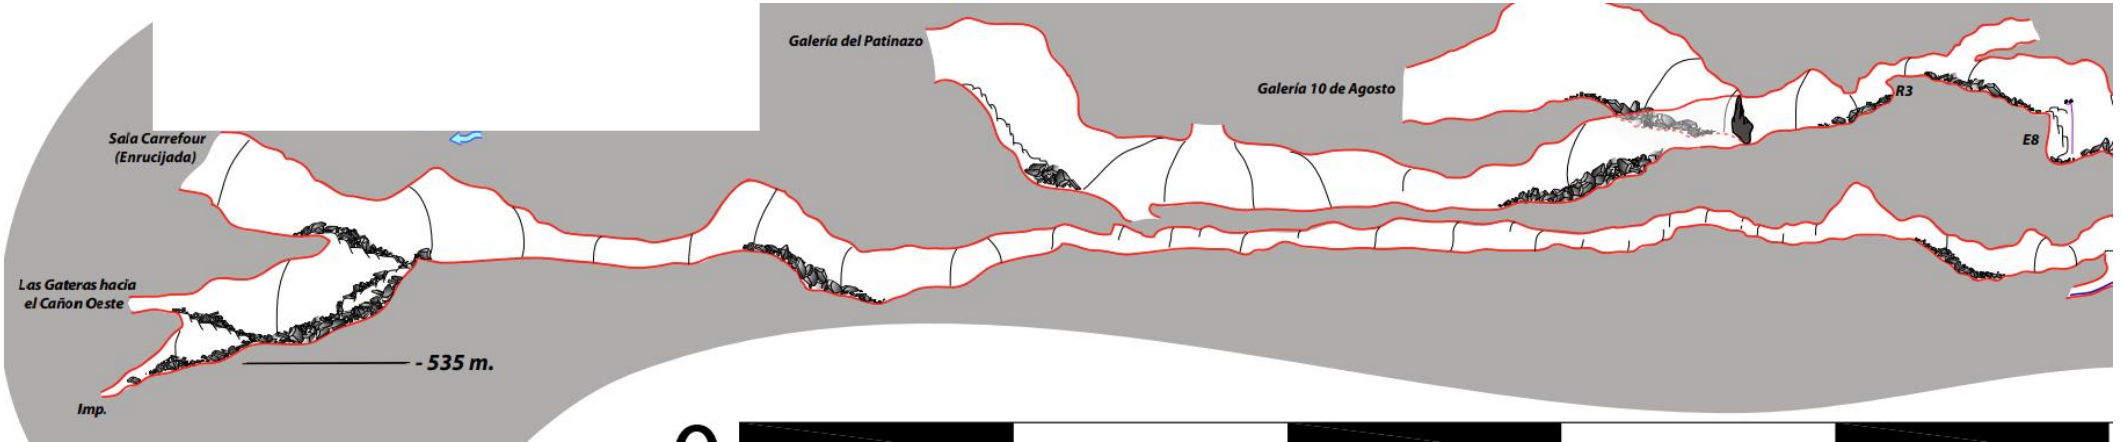 Galería del Patinazo
Galería 10 de Agosto
R3
Sala Carrefour
(Enrucijada)
E8
Las Gateras hacia
el Cañon Oeste
- 535 m.
Imp.
0